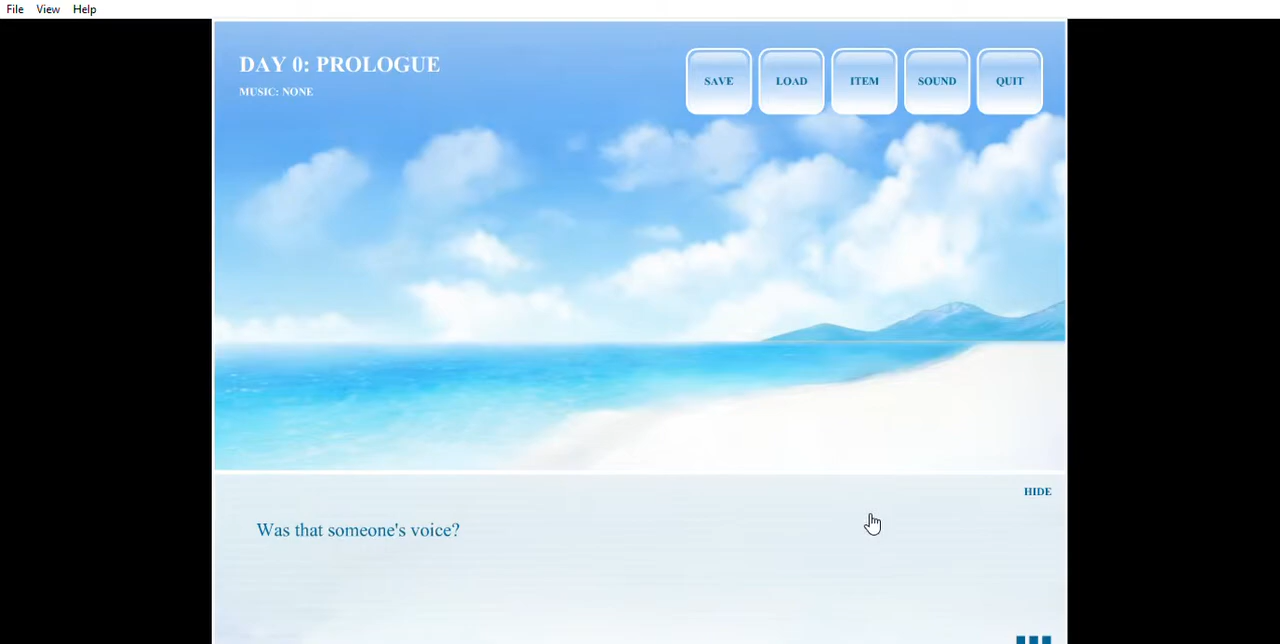 File View Help
DAY 0: PROLOGUE
MUSIC: NONE
SAVE LOAD ITEM SOUND QUIT
HIDE
Was that someone's voice?